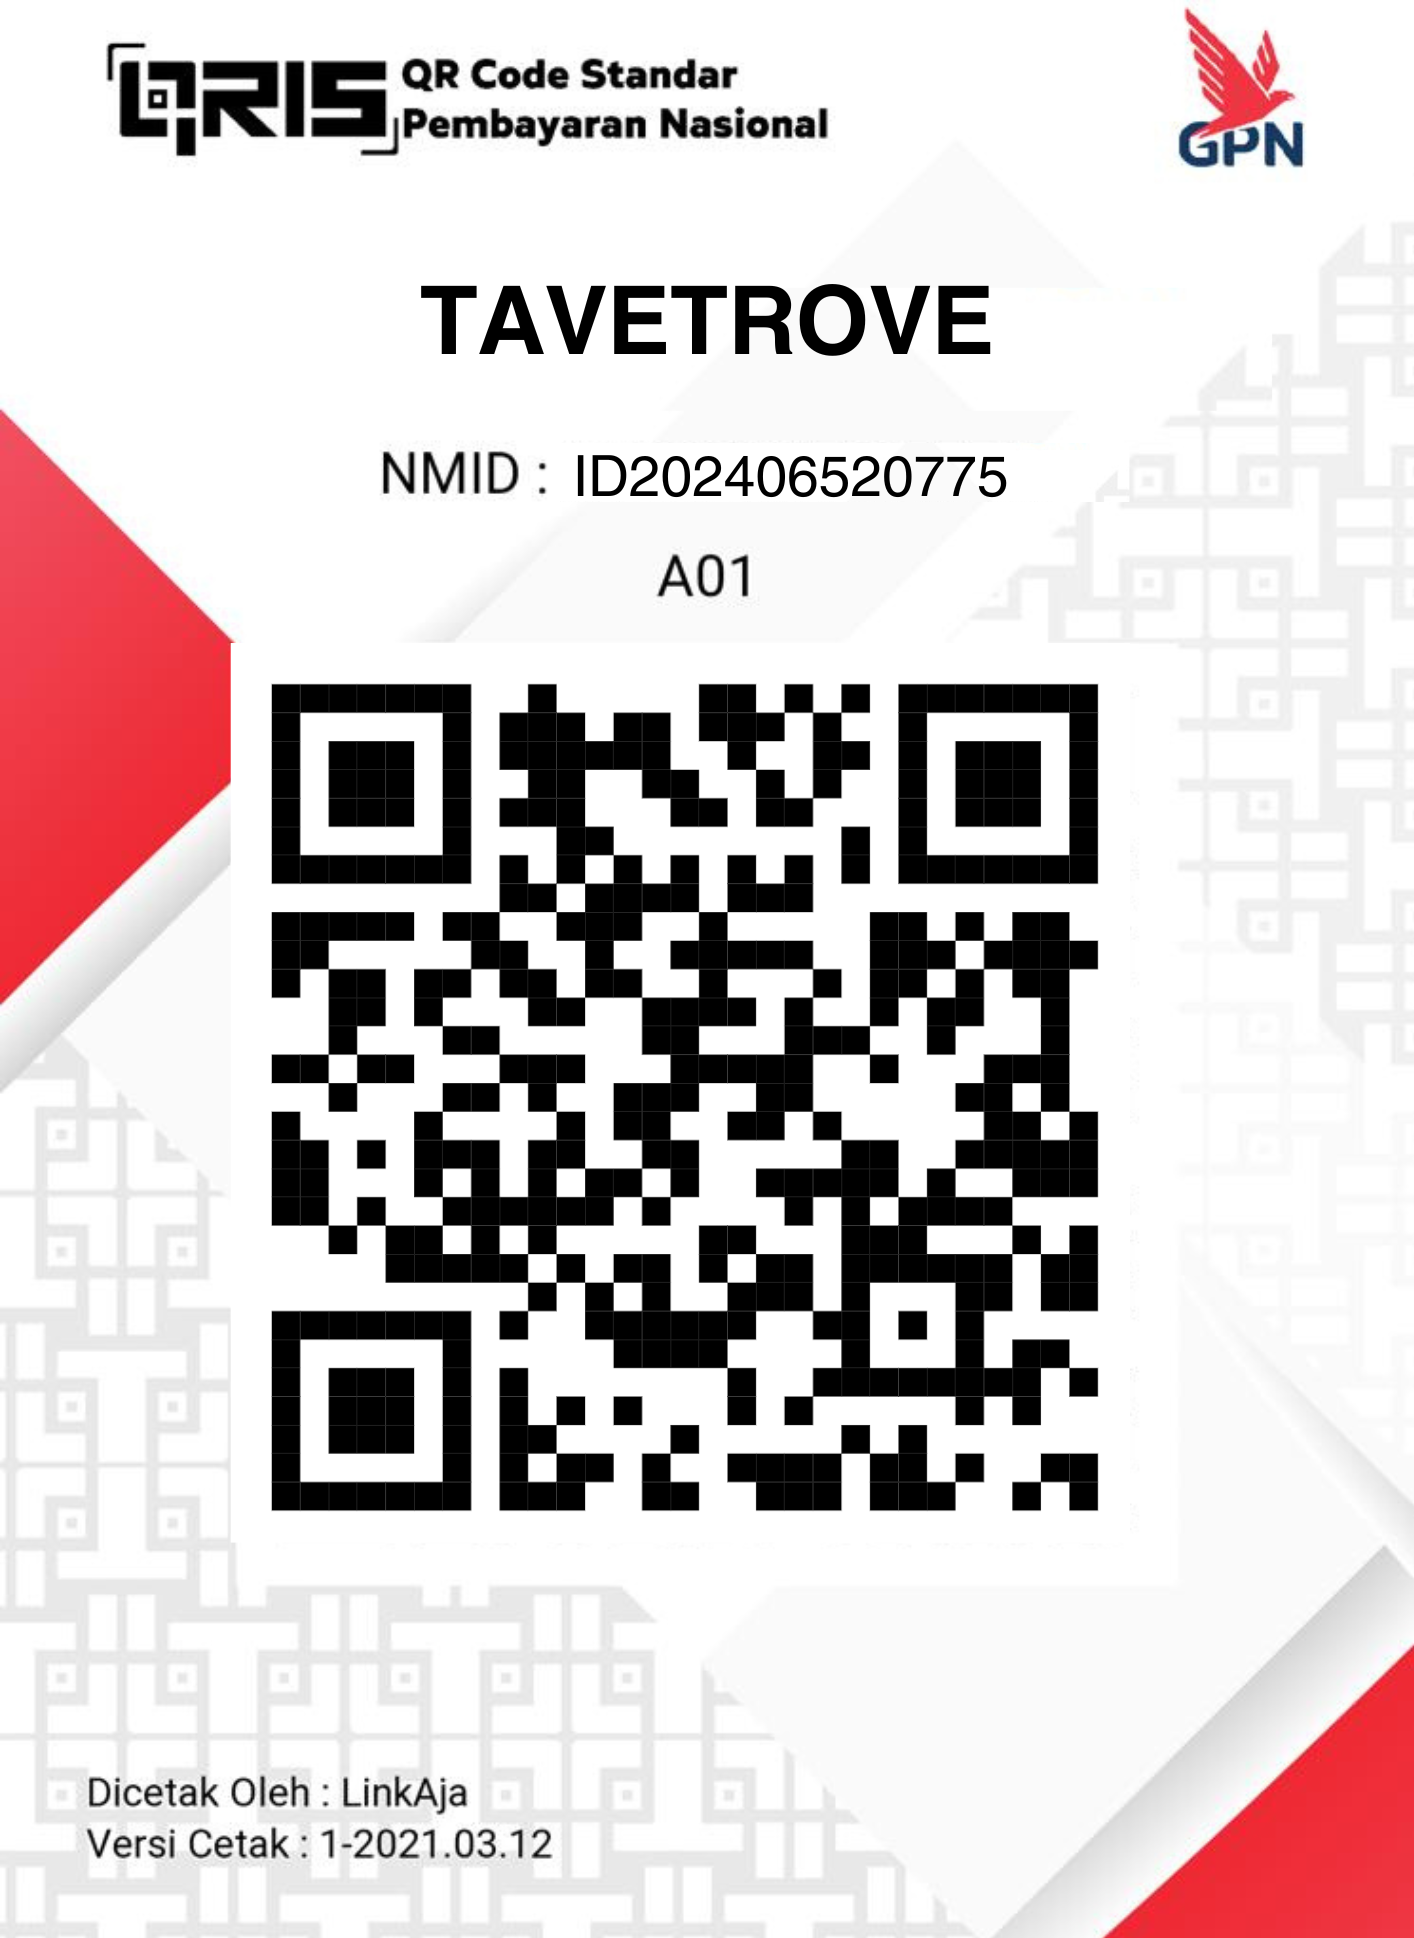 QRIS QR Code Standar
Pembayaran Nasional
GPN
TAVETROVE
NMID : ID202406520775
A01
Dicetak Oleh : LinkAja
Versi Cetak : 1-2021.03.12